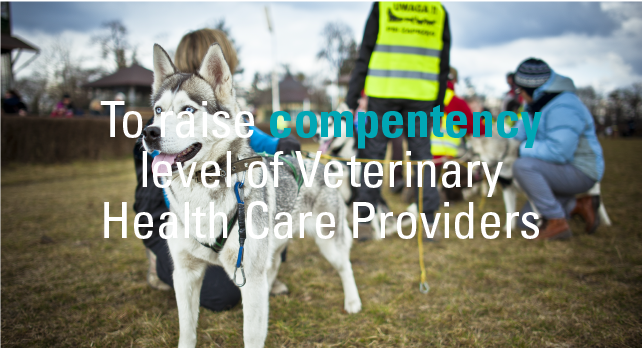 UWAGA !!
To raise compentency
level of Veterinary
Health Care Providers